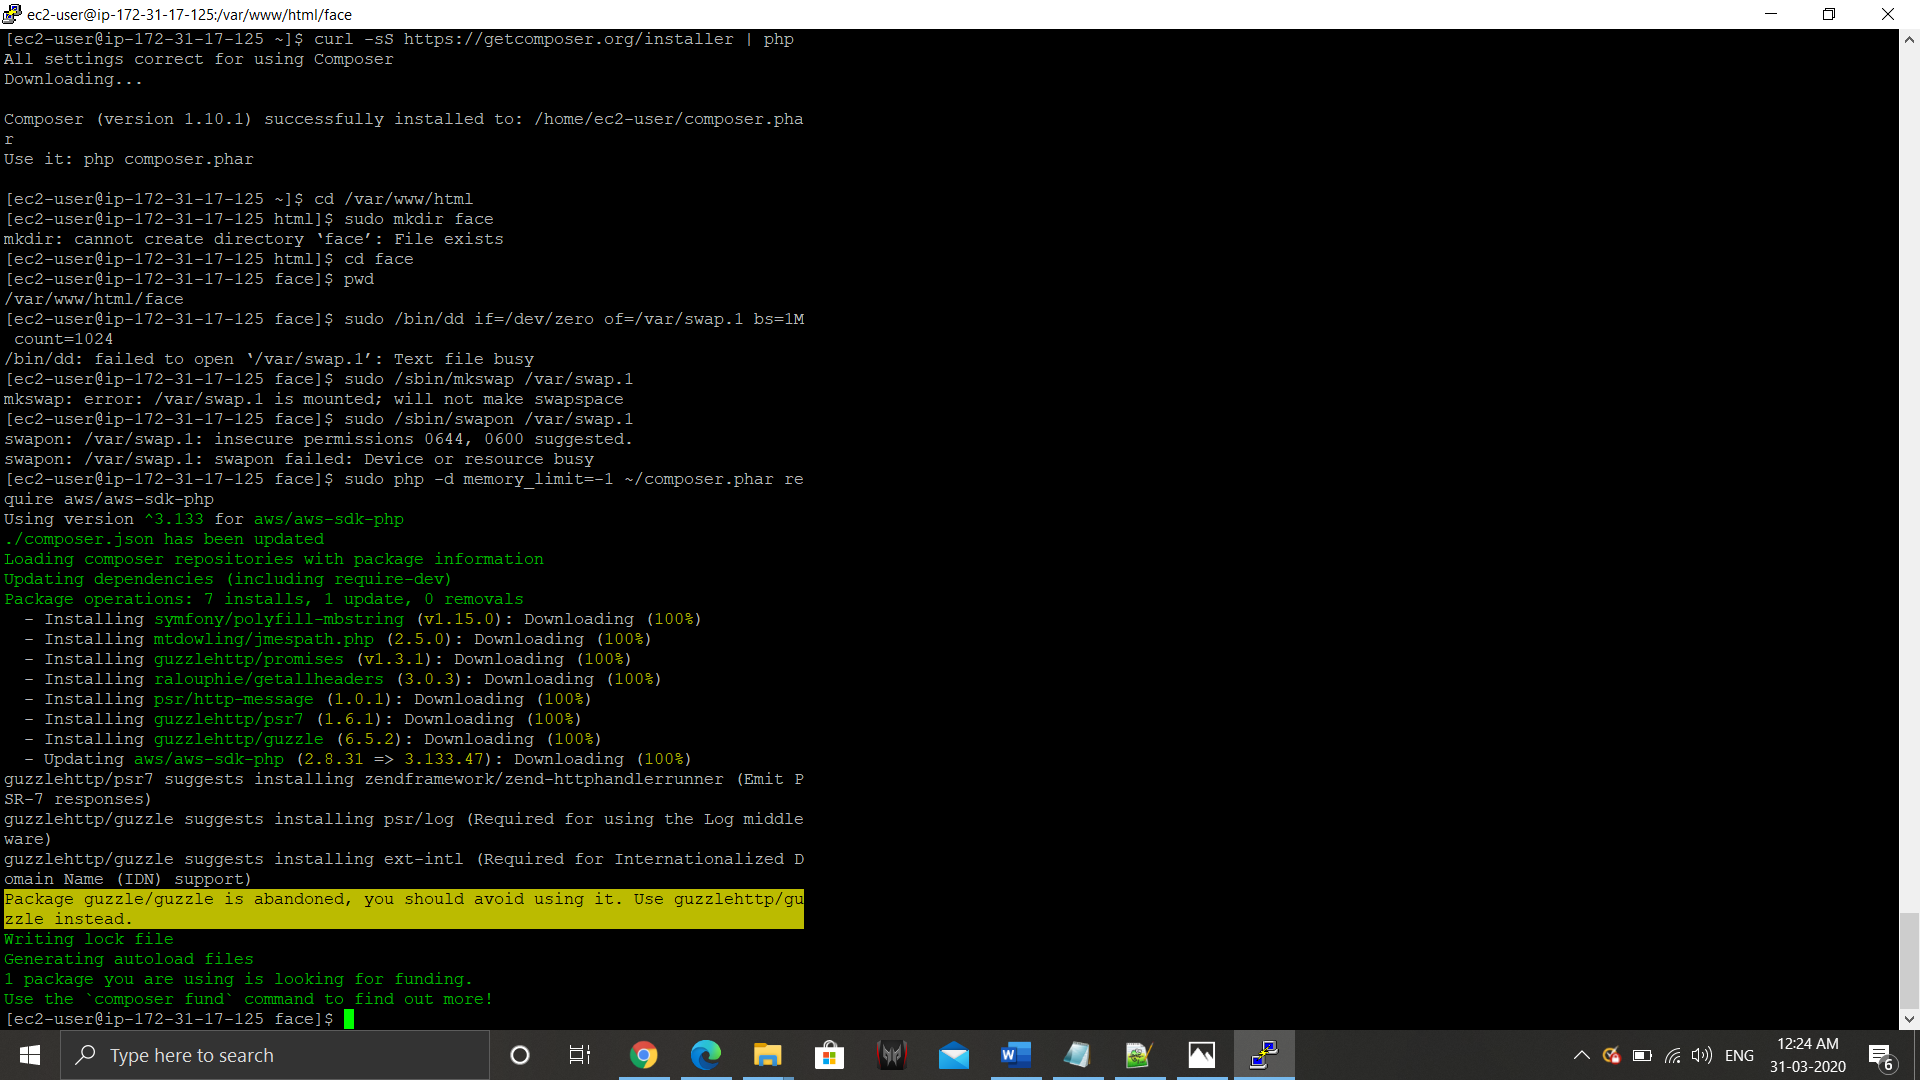 ec2-user@ip-172-31-17-125:/var/www/html/face
[ec2-user@ip-172-31-17-125 ~]$ curl -sS https://getcomposer.org/installer | php
All settings correct for using Composer
Downloading...
Composer (version 1.10.1) successfully installed to: /home/ec2-user/composer.pha
r
Use it: php composer.phar
[ec2-user@ip-172-31-17-125 ~]$ cd /var/www/html
[ec2-user@ip-172-31-17-125 html]$ sudo mkdir face
mkdir: cannot create directory ‘face’: File exists
[ec2-user@ip-172-31-17-125 html]$ cd face
[ec2-user@ip-172-31-17-125 face]$ pwd
/var/www/html/face
[ec2-user@ip-172-31-17-125 face]$ sudo /bin/dd if=/dev/zero of=/var/swap.1 bs=1M
 count=1024
/bin/dd: failed to open ‘/var/swap.1’: Text file busy
[ec2-user@ip-172-31-17-125 face]$ sudo /sbin/mkswap /var/swap.1
mkswap: error: /var/swap.1 is mounted; will not make swapspace
[ec2-user@ip-172-31-17-125 face]$ sudo /sbin/swapon /var/swap.1
swapon: /var/swap.1: insecure permissions 0644, 0600 suggested.
swapon: /var/swap.1: swapon failed: Device or resource busy
[ec2-user@ip-172-31-17-125 face]$ sudo php -d memory_limit=-1 ~/composer.phar re
quire aws/aws-sdk-php
Using version ^3.133 for aws/aws-sdk-php
./composer.json has been updated
Loading composer repositories with package information
Updating dependencies (including require-dev)
Package operations: 7 installs, 1 update, 0 removals
  - Installing symfony/polyfill-mbstring (v1.15.0): Downloading (100%)
  - Installing mtdowling/jmespath.php (2.5.0): Downloading (100%)
  - Installing guzzlehttp/promises (v1.3.1): Downloading (100%)
  - Installing ralouphie/getallheaders (3.0.3): Downloading (100%)
  - Installing psr/http-message (1.0.1): Downloading (100%)
  - Installing guzzlehttp/psr7 (1.6.1): Downloading (100%)
  - Installing guzzlehttp/guzzle (6.5.2): Downloading (100%)
  - Updating aws/aws-sdk-php (2.8.31 => 3.133.47): Downloading (100%)
guzzlehttp/psr7 suggests installing zendframework/zend-httphandlerrunner (Emit P
SR-7 responses)
guzzlehttp/guzzle suggests installing psr/log (Required for using the Log middle
ware)
guzzlehttp/guzzle suggests installing ext-intl (Required for Internationalized D
omain Name (IDN) support)
Package guzzle/guzzle is abandoned, you should avoid using it. Use guzzlehttp/gu
zzle instead.
Writing lock file
Generating autoload files
1 package you are using is looking for funding.
Use the `composer fund` command to find out more!
[ec2-user@ip-172-31-17-125 face]$
Type here to search
ENG
12:24 AM
31-03-2020
6